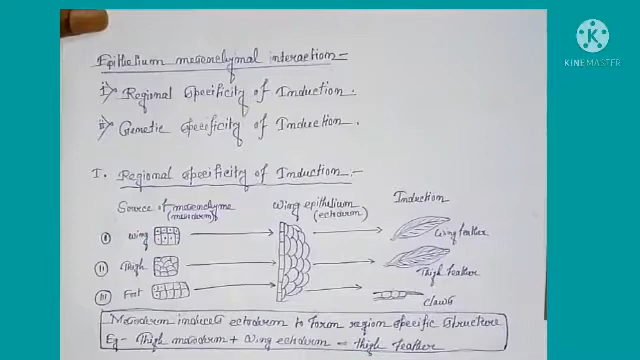 KINEMASTER
Epithelium mesenchymal interaction:-
i) Regional Specificity of Induction.
ii) Genetic Specificity of Induction.
I. Regional specificity of Induction:-
Source of mesenchyme (mesoderm)
Wing epithelium (ectoderm)
Induction
(I) Wing
Wing feather
(II) Thigh
Thigh feather
(III) Foot
Claws
Mesoderm induces ectoderm to form region specific structure
Eg- Thigh mesoderm + Wing ectoderm = Thigh feather